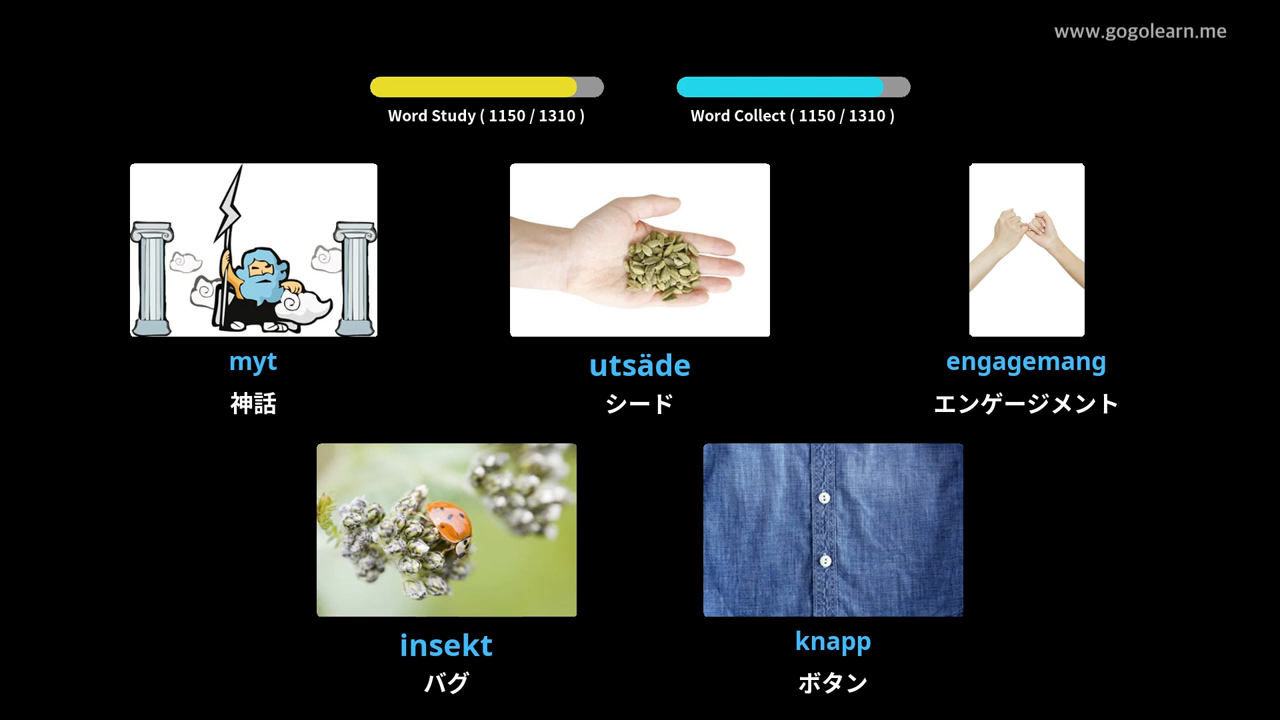 www.gogolearn.me
Word Study ( 1150 / 1310 )
Word Collect ( 1150 / 1310 )
myt
神話
utsäde
シード
engagemang
エンゲージメント
insekt
バグ
knapp
ボタン